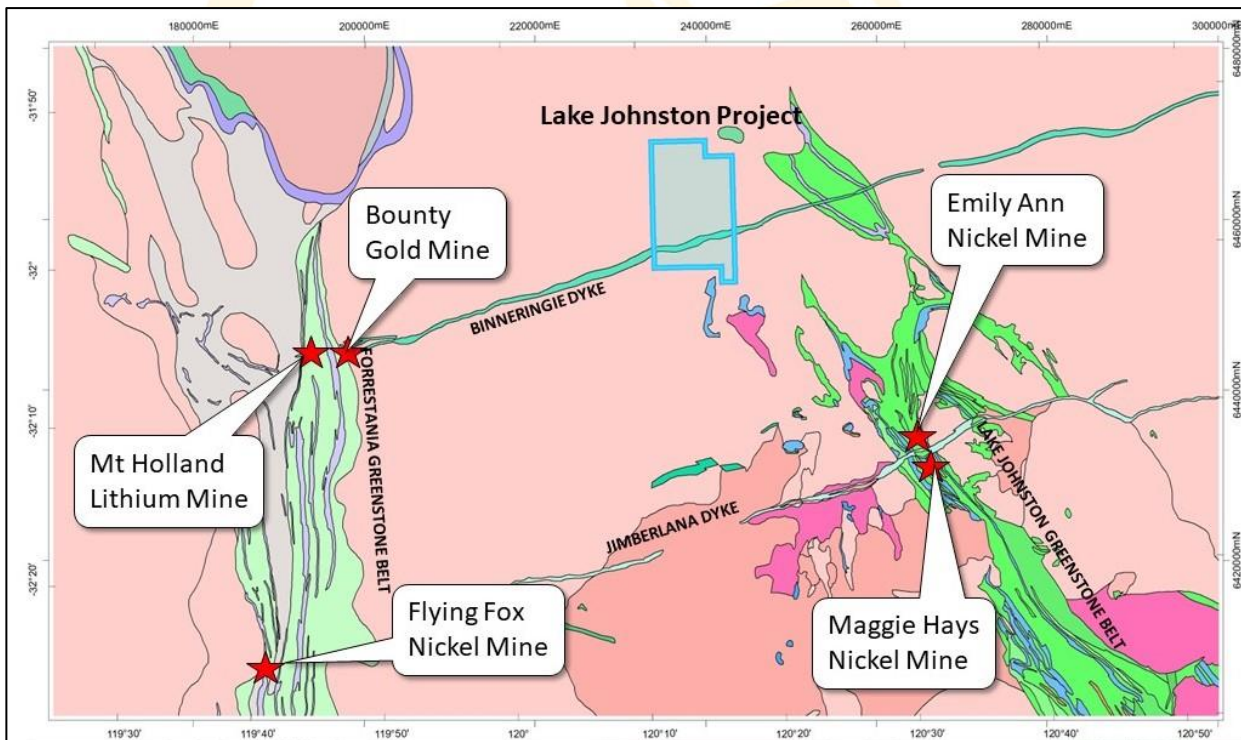 180000mE 200000mE 220000mE 240000mE 260000mE 280000mE 300000mE
6480000mN
-31°50'
Lake Johnston Project
Bounty
Gold Mine
Emily Ann
Nickel Mine
6460000mN
-32°
BINNERINGIE DYKE
FORRESTANIA GREENSTONE BELT
6440000mN
-32°10'
Mt Holland
Lithium Mine
LAKE JOHNSTON GREENSTONE BELT
JIMBERLANA DYKE
6420000mN
-32°20'
Flying Fox
Nickel Mine
Maggie Hays
Nickel Mine
119°30' 119°40' 119°50' 120° 120°10' 120°20' 120°30' 120°40' 120°50'